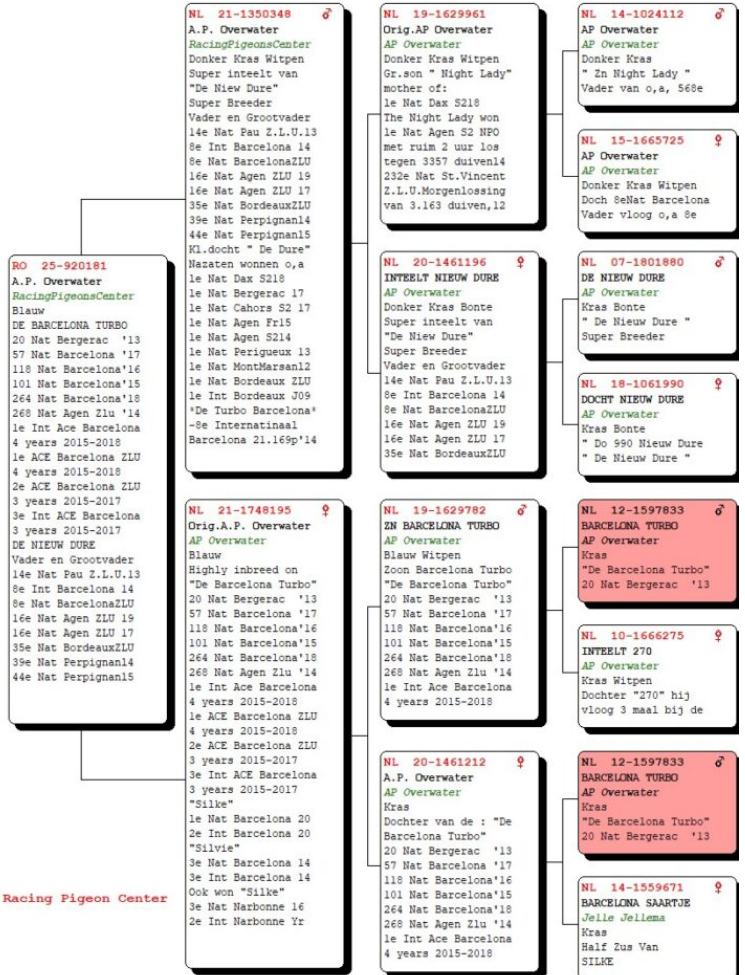 RO 25-920181
A.P. Overwater
RacingPigeonsCenter
Blauw
DE BARCELONA TURBO
20 Nat Bergerac '13
57 Nat Barcelona '17
118 Nat Barcelona'16
101 Nat Barcelona'15
264 Nat Barcelona'18
268 Nat Agen Zlu '14
1e Int Ace Barcelona
4 years 2015-2018
1e ACE Barcelona ZLU
4 years 2015-2018
2e ACE Barcelona ZLU
3 years 2015-2017
3e Int ACE Barcelona
3 years 2015-2017
DE NIEUW DURE
Vader en Grootvader
14e Nat Pau Z.L.U.13
8e Int Barcelona 14
8e Nat BarcelonaZLU
16e Nat Agen ZLU 19
16e Nat Agen ZLU 17
35e Nat BordeauxZLU
39e Nat Perpignan14
44e Nat Perpignan15
Racing Pigeon Center
NL 21-1350348 ♂
A.P. Overwater
RacingPigeonsCenter
Donker Kras Witpen
Super inteelt van
"De Niew Dure"
Super Breeder
Vader en Grootvader
14e Nat Pau Z.L.U.13
8e Int Barcelona 14
8e Nat BarcelonaZLU
16e Nat Agen ZLU 19
16e Nat Agen ZLU 17
35e Nat BordeauxZLU
39e Nat Perpignan14
44e Nat Perpignan15
Kl.docht " De Dure"
Nazaten wonnen o,a
1e Nat Dax S218
1e Nat Bergerac 17
1e Nat Cahors S2 17
1e Nat Agen Fr15
1e Nat Agen S214
1e Nat Perigueux 13
1e Nat MontMarsan12
1e Nat Bordeaux ZLU
1e Int Bordeaux J09
*De Turbo Barcelona*
-8e Internatinaal
Barcelona 21.169p'14
NL 21-1748195 ♀
Orig.A.P. Overwater
AP Overwater
Blauw
Highly inbreed on
"De Barcelona Turbo"
20 Nat Bergerac '13
57 Nat Barcelona '17
118 Nat Barcelona'16
101 Nat Barcelona'15
264 Nat Barcelona'18
268 Nat Agen Zlu '14
1e Int Ace Barcelona
4 years 2015-2018
1e ACE Barcelona ZLU
4 years 2015-2018
2e ACE Barcelona ZLU
3 years 2015-2017
3e Int ACE Barcelona
3 years 2015-2017
"Silke"
1e Nat Barcelona 20
2e Int Barcelona 20
"Silvie"
3e Nat Barcelona 14
3e Int Barcelona 14
Ook won "Silke"
3e Nat Narbonne 16
2e Int Narbonne Yr
NL 19-1629961
Orig.AP Overwater
AP Overwater
Donker Kras Witpen
Gr.son " Night Lady"
mother of:
1e Nat Dax S218
The Night Lady won
1e Nat Agen S2 NPO
met ruim 2 uur los
tegen 3357 duiven14
232e Nat St.Vincent
Z.L.U.Morgenlossing
van 3.163 duiven,12
NL 20-1461196 ♀
INTEELT NIEUW DURE
AP Overwater
Donker Kras Bonte
Super inteelt van
"De Niew Dure"
Super Breeder
Vader en Grootvader
14e Nat Pau Z.L.U.13
8e Int Barcelona 14
8e Nat BarcelonaZLU
16e Nat Agen ZLU 19
16e Nat Agen ZLU 17
35e Nat BordeauxZLU
NL 19-1629782 ♂
ZN BARCELONA TURBO
AP Overwater
Blauw Witpen
Zoon Barcelona Turbo
"De Barcelona Turbo"
20 Nat Bergerac '13
57 Nat Barcelona '17
118 Nat Barcelona'16
101 Nat Barcelona'15
264 Nat Barcelona'18
268 Nat Agen Zlu '14
1e Int Ace Barcelona
4 years 2015-2018
NL 20-1461212 ♀
A.P. Overwater
AP Overwater
Kras
Dochter van de : "De
Barcelona Turbo"
20 Nat Bergerac '13
57 Nat Barcelona '17
118 Nat Barcelona'16
101 Nat Barcelona'15
264 Nat Barcelona'18
268 Nat Agen Zlu '14
1e Int Ace Barcelona
4 years 2015-2018
NL 14-1024112 ♂
AP Overwater
AP Overwater
Donker Kras
" Zn Night Lady "
Vader van o,a, 568e
NL 15-1665725 ♀
AP Overwater
AP Overwater
Donker Kras Witpen
Doch 8eNat Barcelona
Vader vloog o,a 8e
NL 07-1801880 ♂
DE NIEUW DURE
AP Overwater
Kras Bonte
" De Nieuw Dure "
Super Breeder
NL 18-1061990 ♀
DOCHT NIEUW DURE
AP Overwater
Kras Bonte
" Do 990 Nieuw Dure
" De Nieuw Dure "
NL 12-1597833 ♂
BARCELONA TURBO
AP Overwater
Kras
"De Barcelona Turbo"
20 Nat Bergerac '13
NL 10-1666275 ♀
INTEELT 270
AP Overwater
Kras Witpen
Dochter "270" hij
vloog 3 maal bij de
NL 12-1597833 ♂
BARCELONA TURBO
AP Overwater
Kras
"De Barcelona Turbo"
20 Nat Bergerac '13
NL 14-1559671 ♀
BARCELONA SAARTJE
Jelle Jellema
Kras
Half Zus Van
SILKE